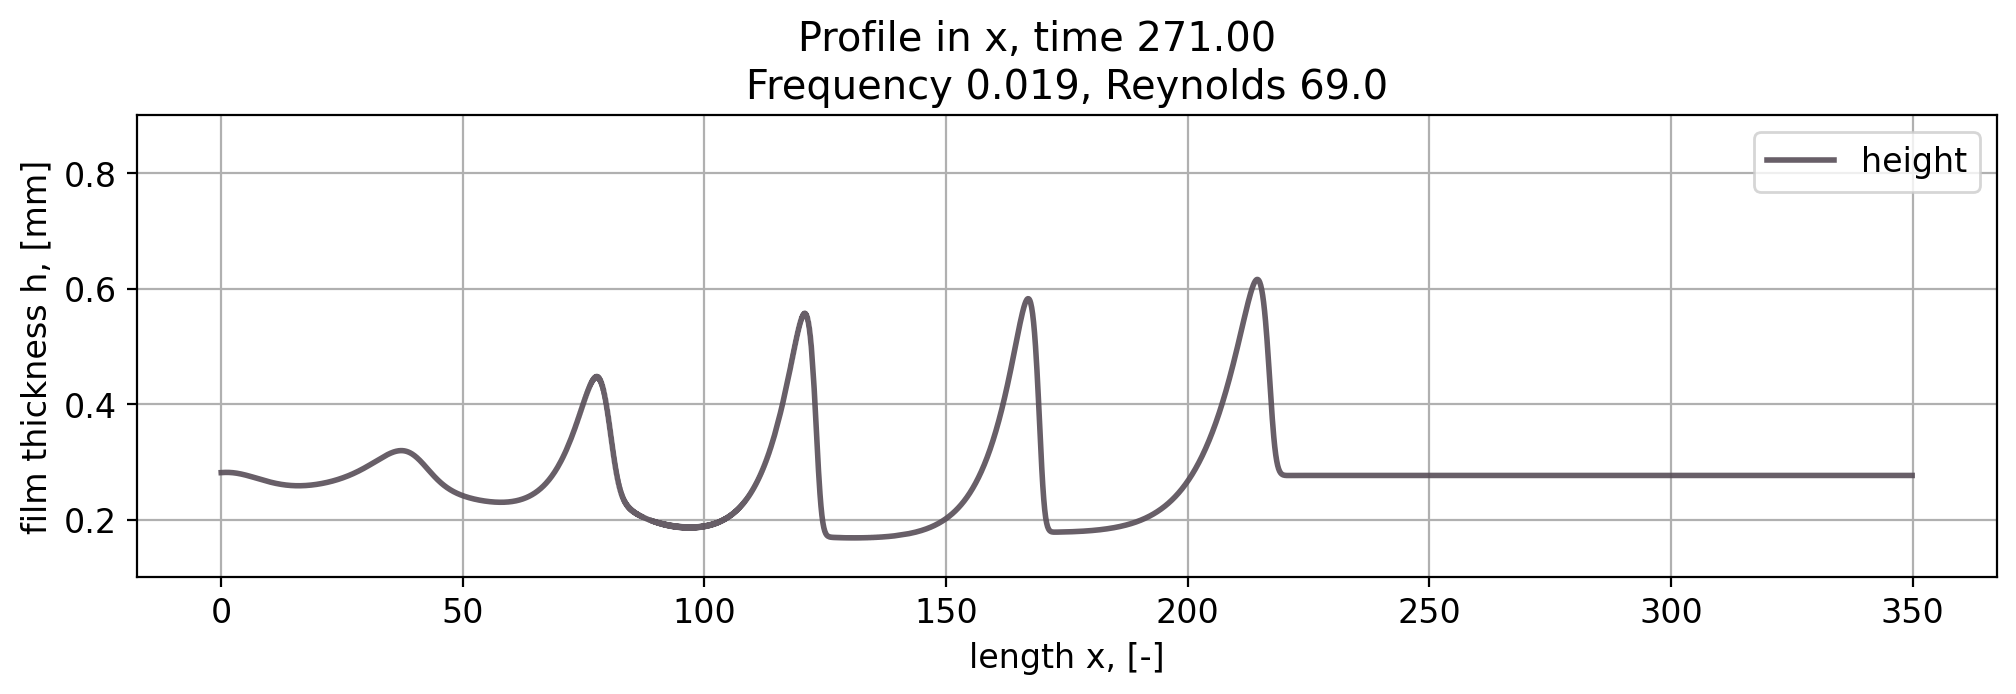 Profile in x, time 271.00
Frequency 0.019, Reynolds 69.0
height
film thickness h, [mm]
0.8
0.6
0.4
0.2
0 50 100 150 200 250 300 350
length x, [-]